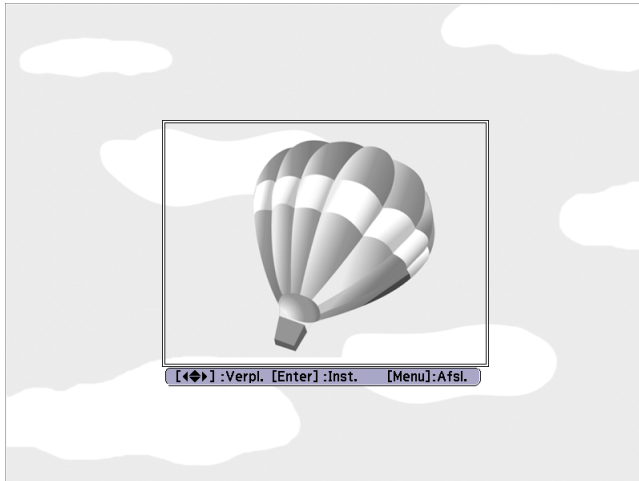 [◀◆▶] :Verpl. [Enter] :Inst. [Menu]:Afsl.